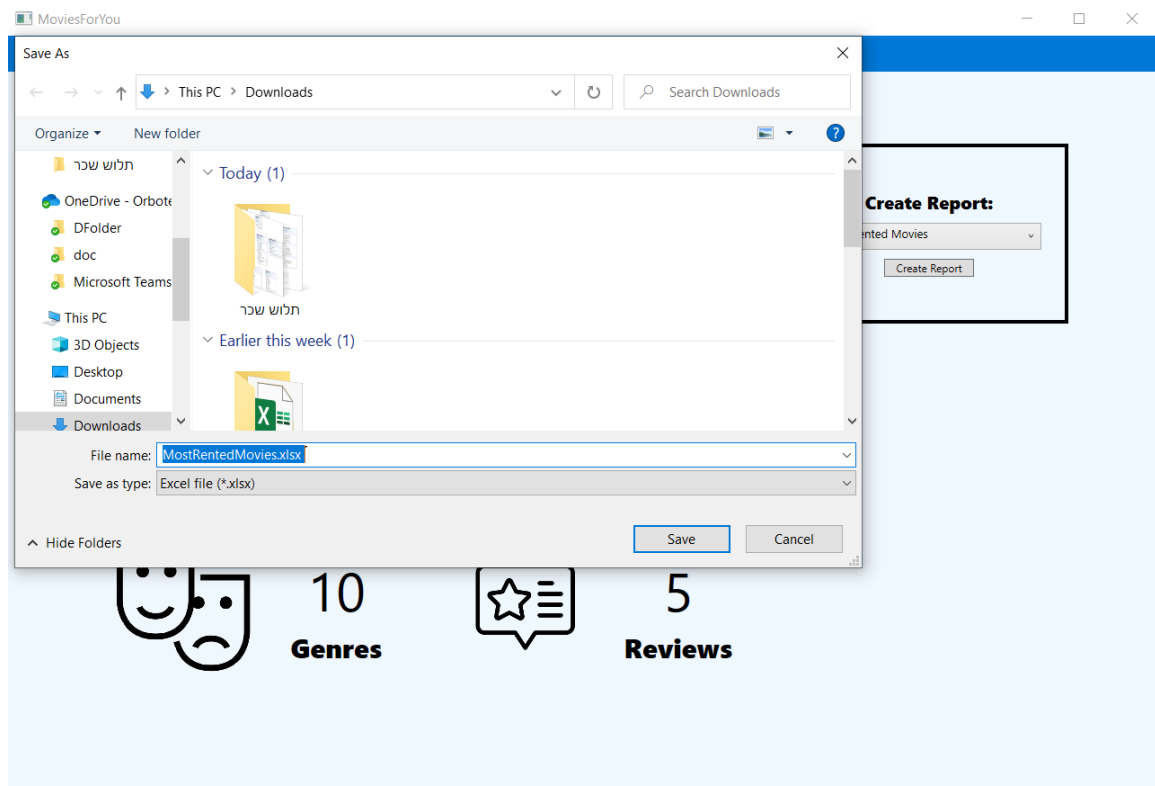 MoviesForYou
Save As
This PC > Downloads
Search Downloads
Organize
New folder
תלוש שכר
OneDrive - Orbote
DFolder
doc
Microsoft Teams
This PC
3D Objects
Desktop
Documents
Downloads
Today (1)
תלוש שכר
Earlier this week (1)
File name: MostRentedMovies.xlsx
Save as type: Excel file (*.xlsx)
Hide Folders
Save
Cancel
Create Report:
ented Movies
Create Report
10
Genres
5
Reviews